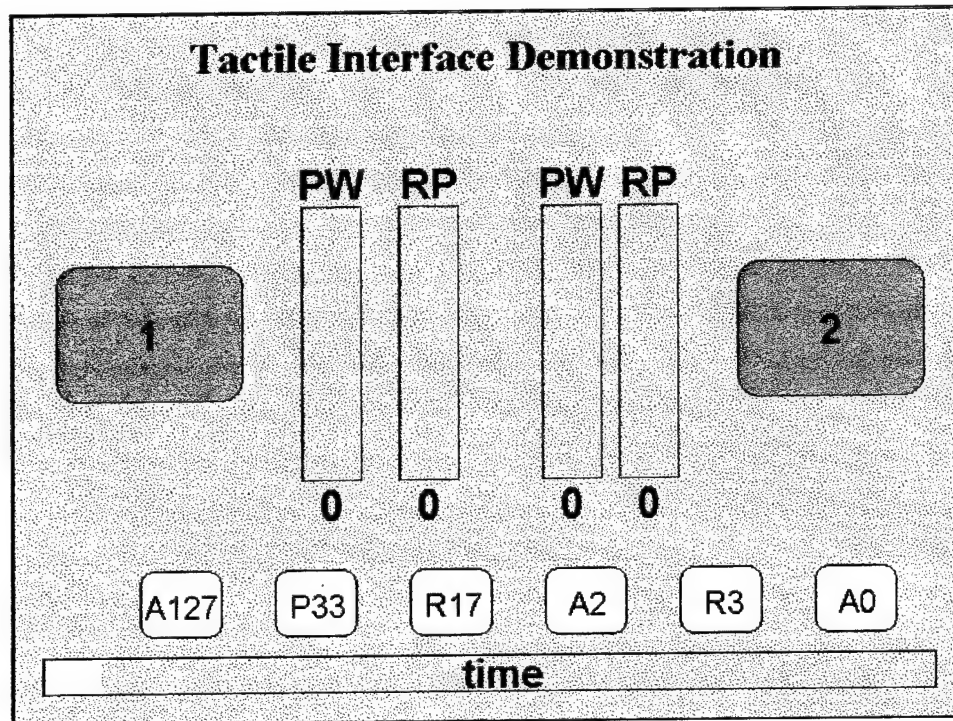 Tactile Interface Demonstration
PW RP PW RP
1 2
0 0 0 0
A127 P33 R17 A2 R3 A0
time